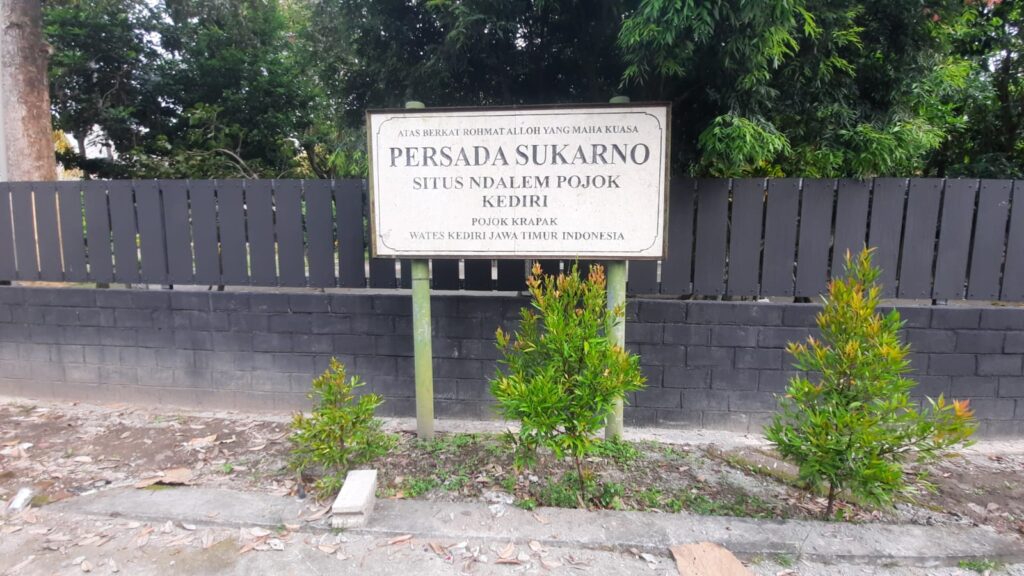 ATAS BERKAT ROHMAT ALLOH YANG MAHA KUASA
PERSADA SUKARNO
SITUS NDALEM POJOK
KEDIRI
POJOK KRAPAK
WATES KEDIRI JAWA TIMUR INDONESIA